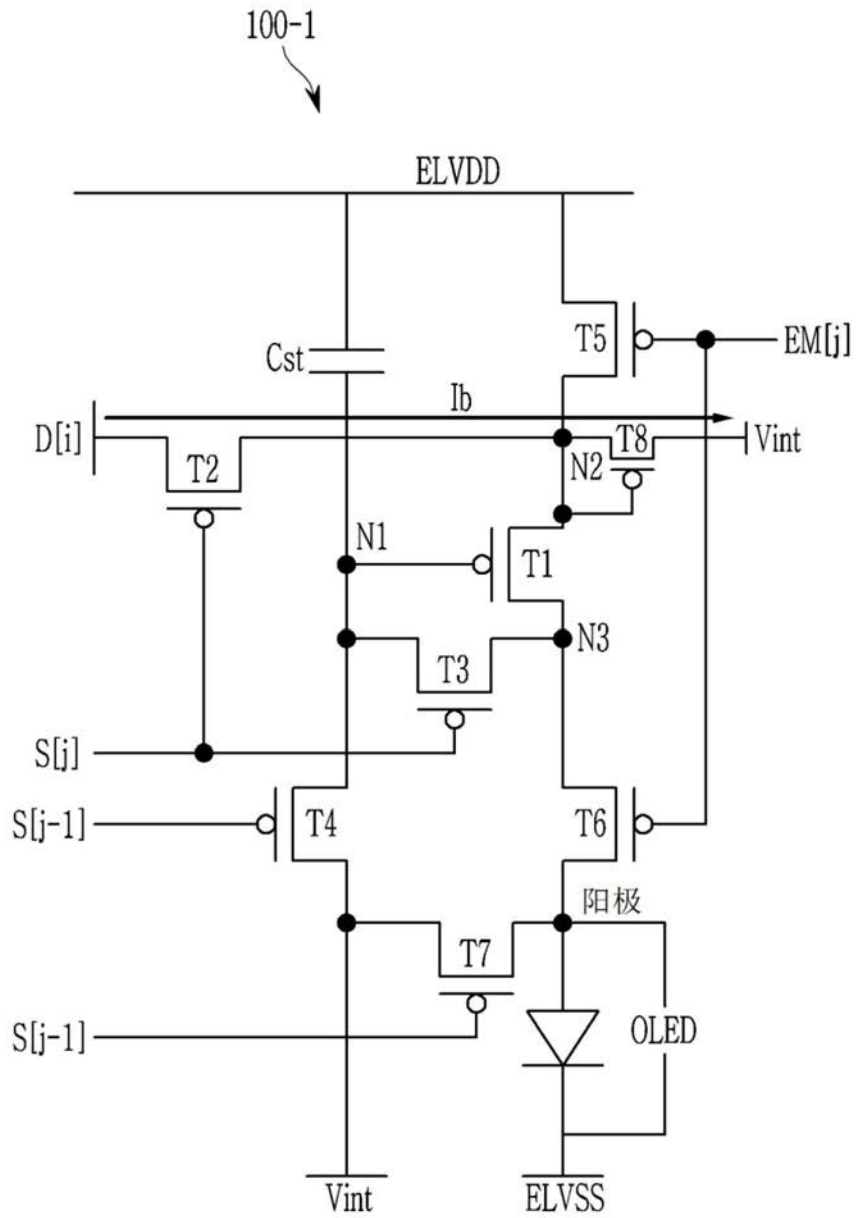 100-1
ELVDD
T5
EM[j]
Cst
Ib
D[i]
T2
T8
Vint
N2
N1
T1
T3
N3
S[j]
S[j-1]
T4
T6
阳极
T7
S[j-1]
OLED
Vint
ELVSS